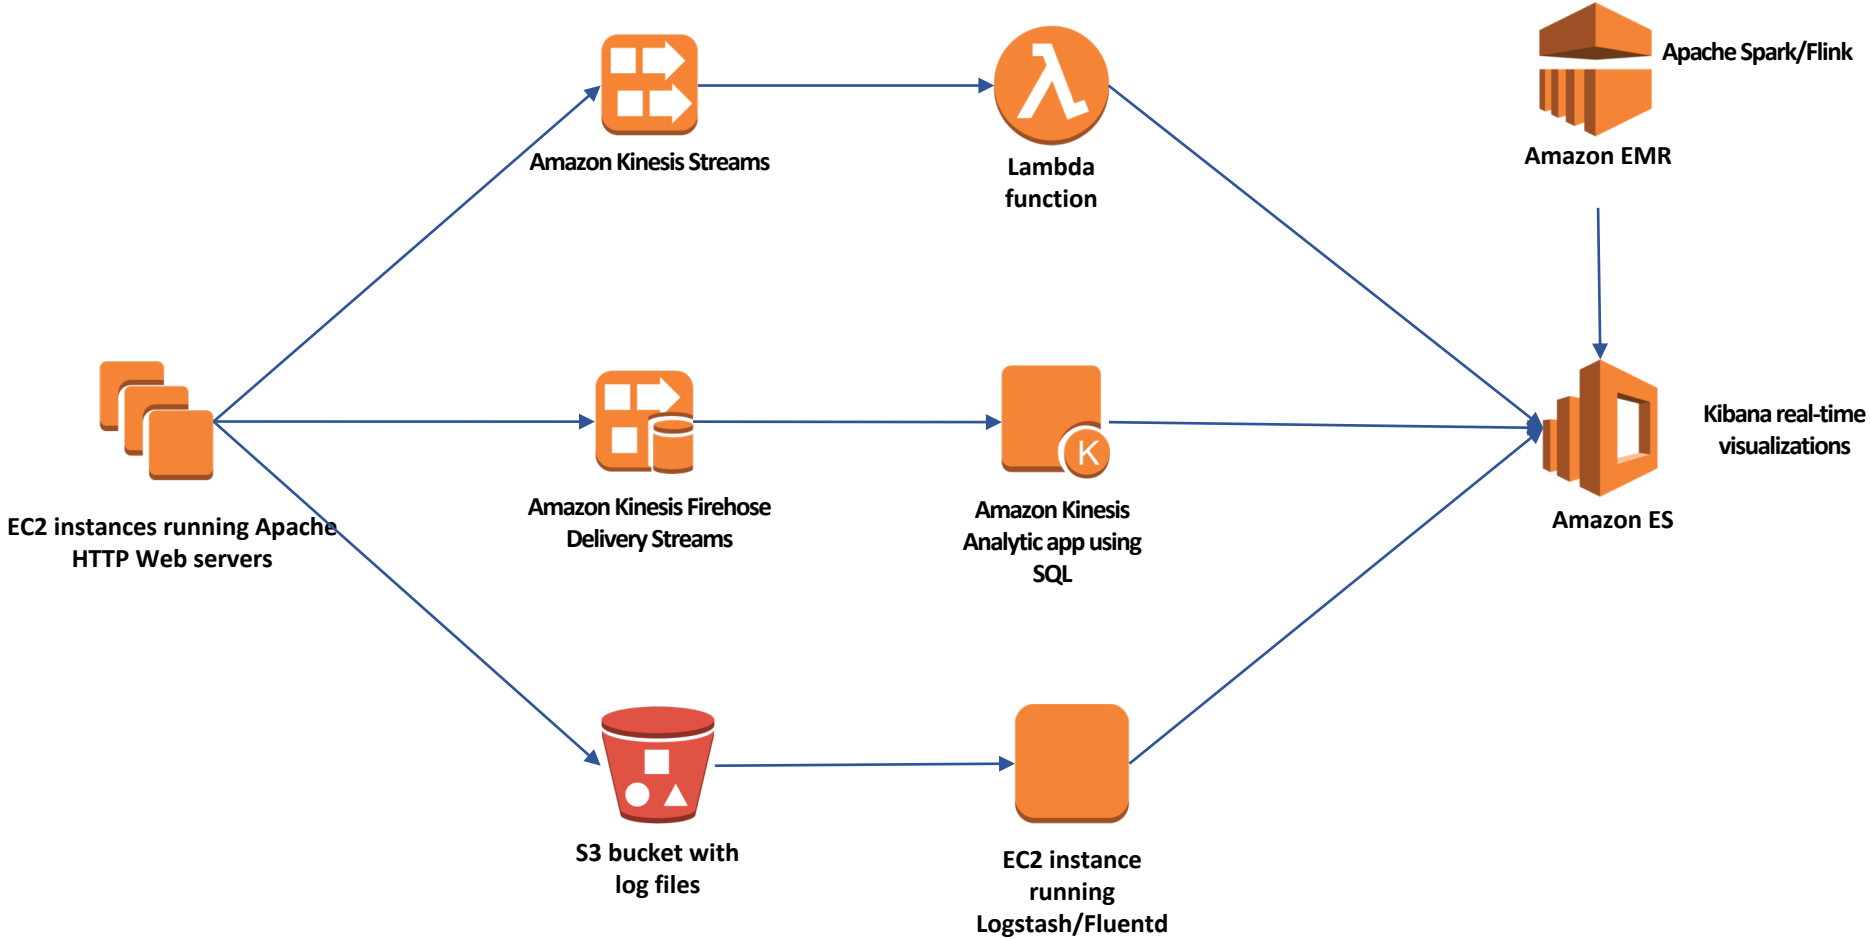 Apache Spark/Flink
Amazon Kinesis Streams
Lambda
function
Amazon EMR
Kibana real-time
visualizations
EC2 instances running Apache
HTTP Web servers
Amazon Kinesis Firehose
Delivery Streams
K
Amazon Kinesis
Analytic app using
SQL
Amazon ES
S3 bucket with
log files
EC2 instance
running
Logstash/Fluentd